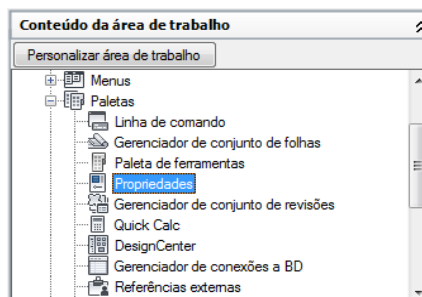 Conteúdo da área de trabalho
Personalizar área de trabalho
Menus
Paletas
Linha de comando
Gerenciador de conjunto de folhas
Paleta de ferramentas
Propriedades
Gerenciador de conjunto de revisões
Quick Calc
DesignCenter
Gerenciador de conexões a BD
Referências externas